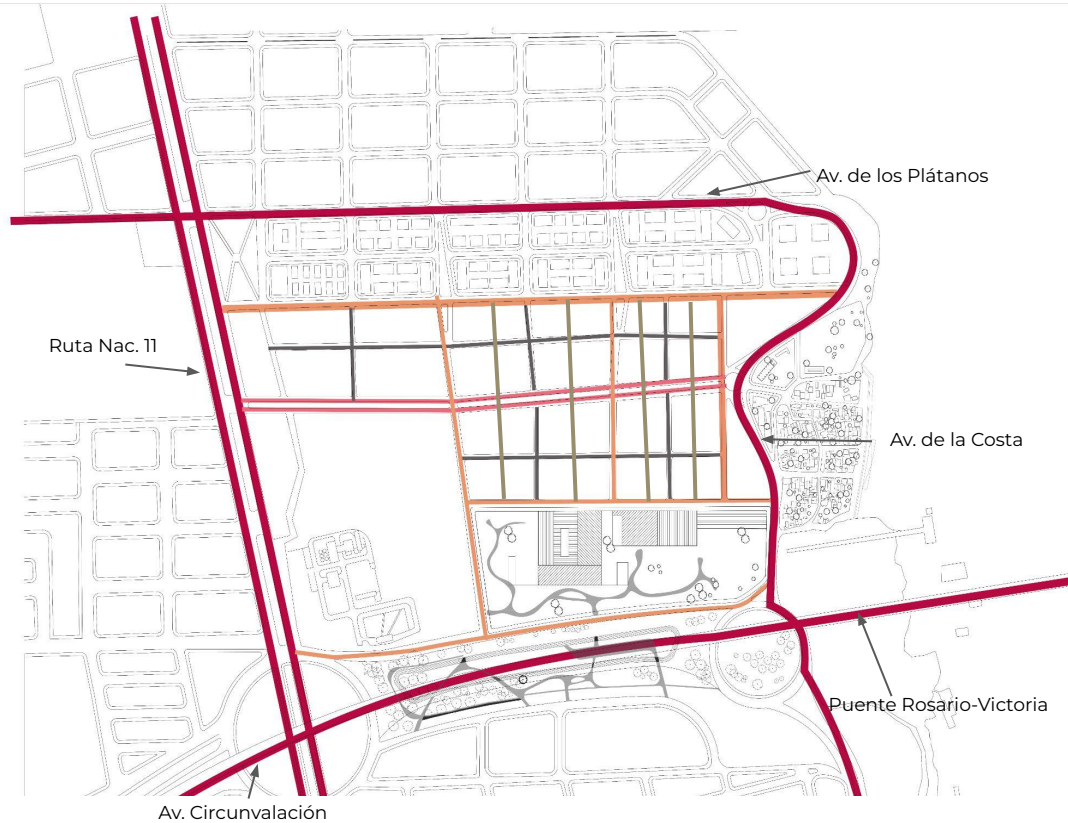 Av. de los Plátanos
Ruta Nac. 11
Av. de la Costa
Puente Rosario-Victoria
Av. Circunvalación